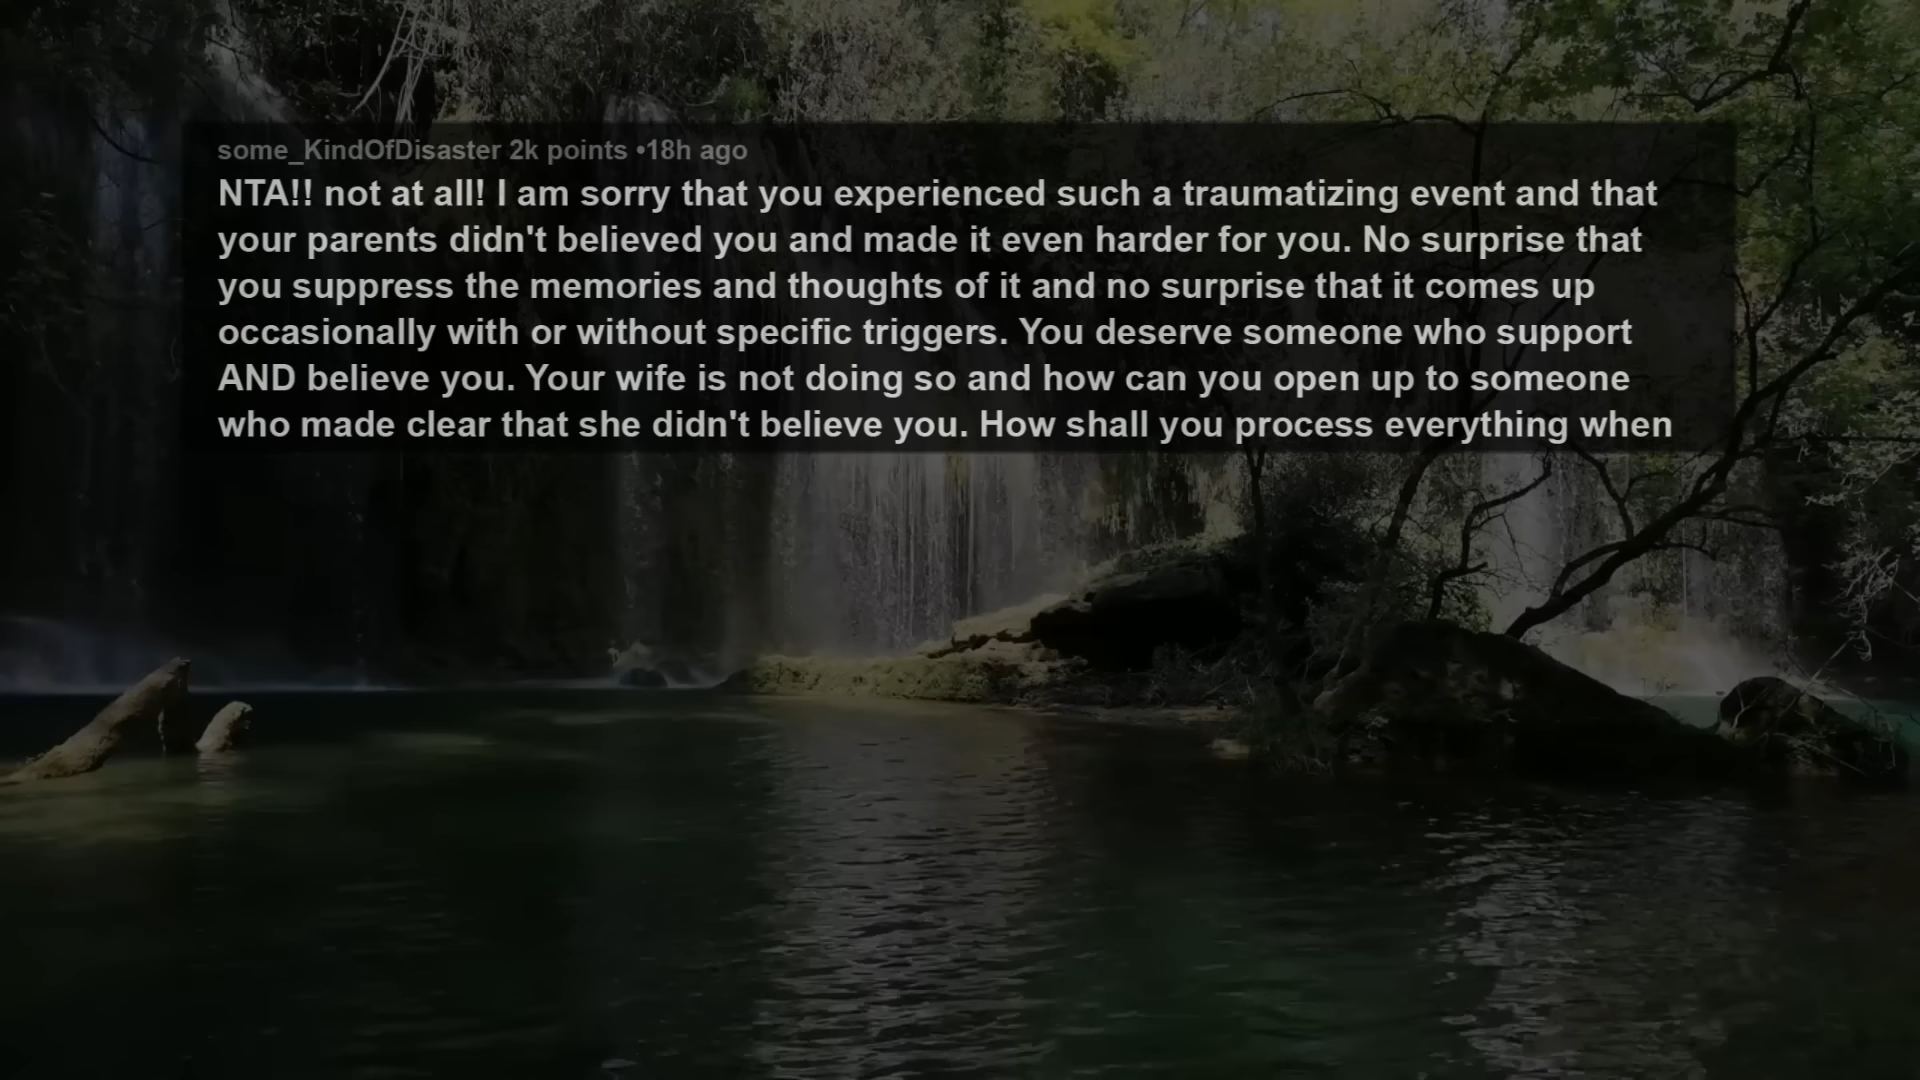 some_KindOfDisaster 2k points •18h ago
NTA!! not at all! I am sorry that you experienced such a traumatizing event and that
your parents didn't believed you and made it even harder for you. No surprise that
you suppress the memories and thoughts of it and no surprise that it comes up
occasionally with or without specific triggers. You deserve someone who support
AND believe you. Your wife is not doing so and how can you open up to someone
who made clear that she didn't believe you. How shall you process everything when